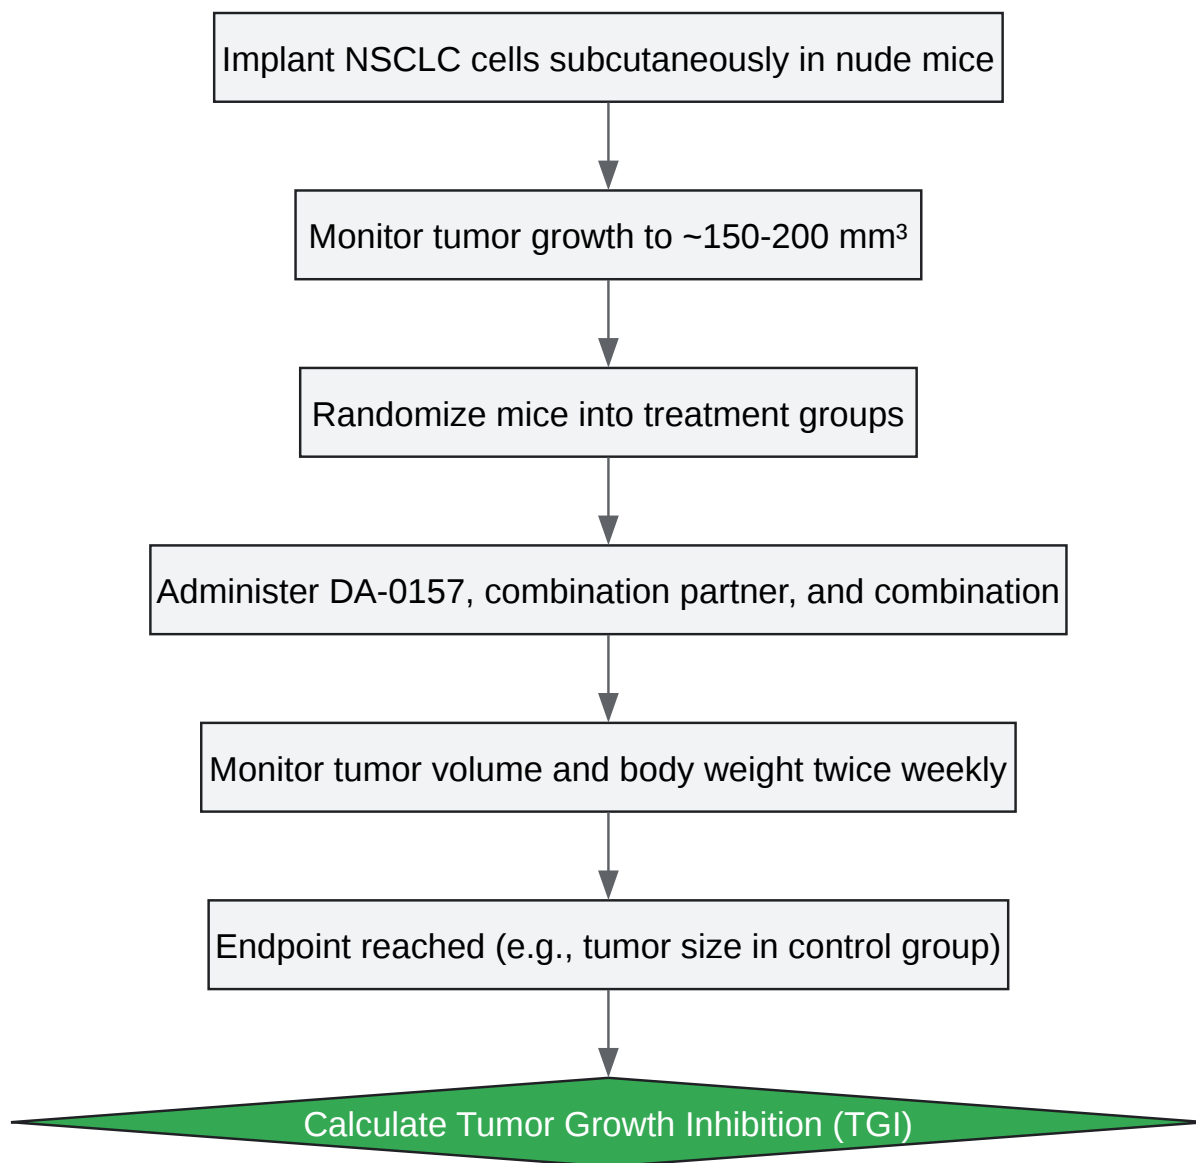 Implant NSCLC cells subcutaneously in nude mice
Monitor tumor growth to ~150-200 mm³
Randomize mice into treatment groups
Administer DA-0157, combination partner, and combination
Monitor tumor volume and body weight twice weekly
Endpoint reached (e.g., tumor size in control group)
Calculate Tumor Growth Inhibition (TGI)